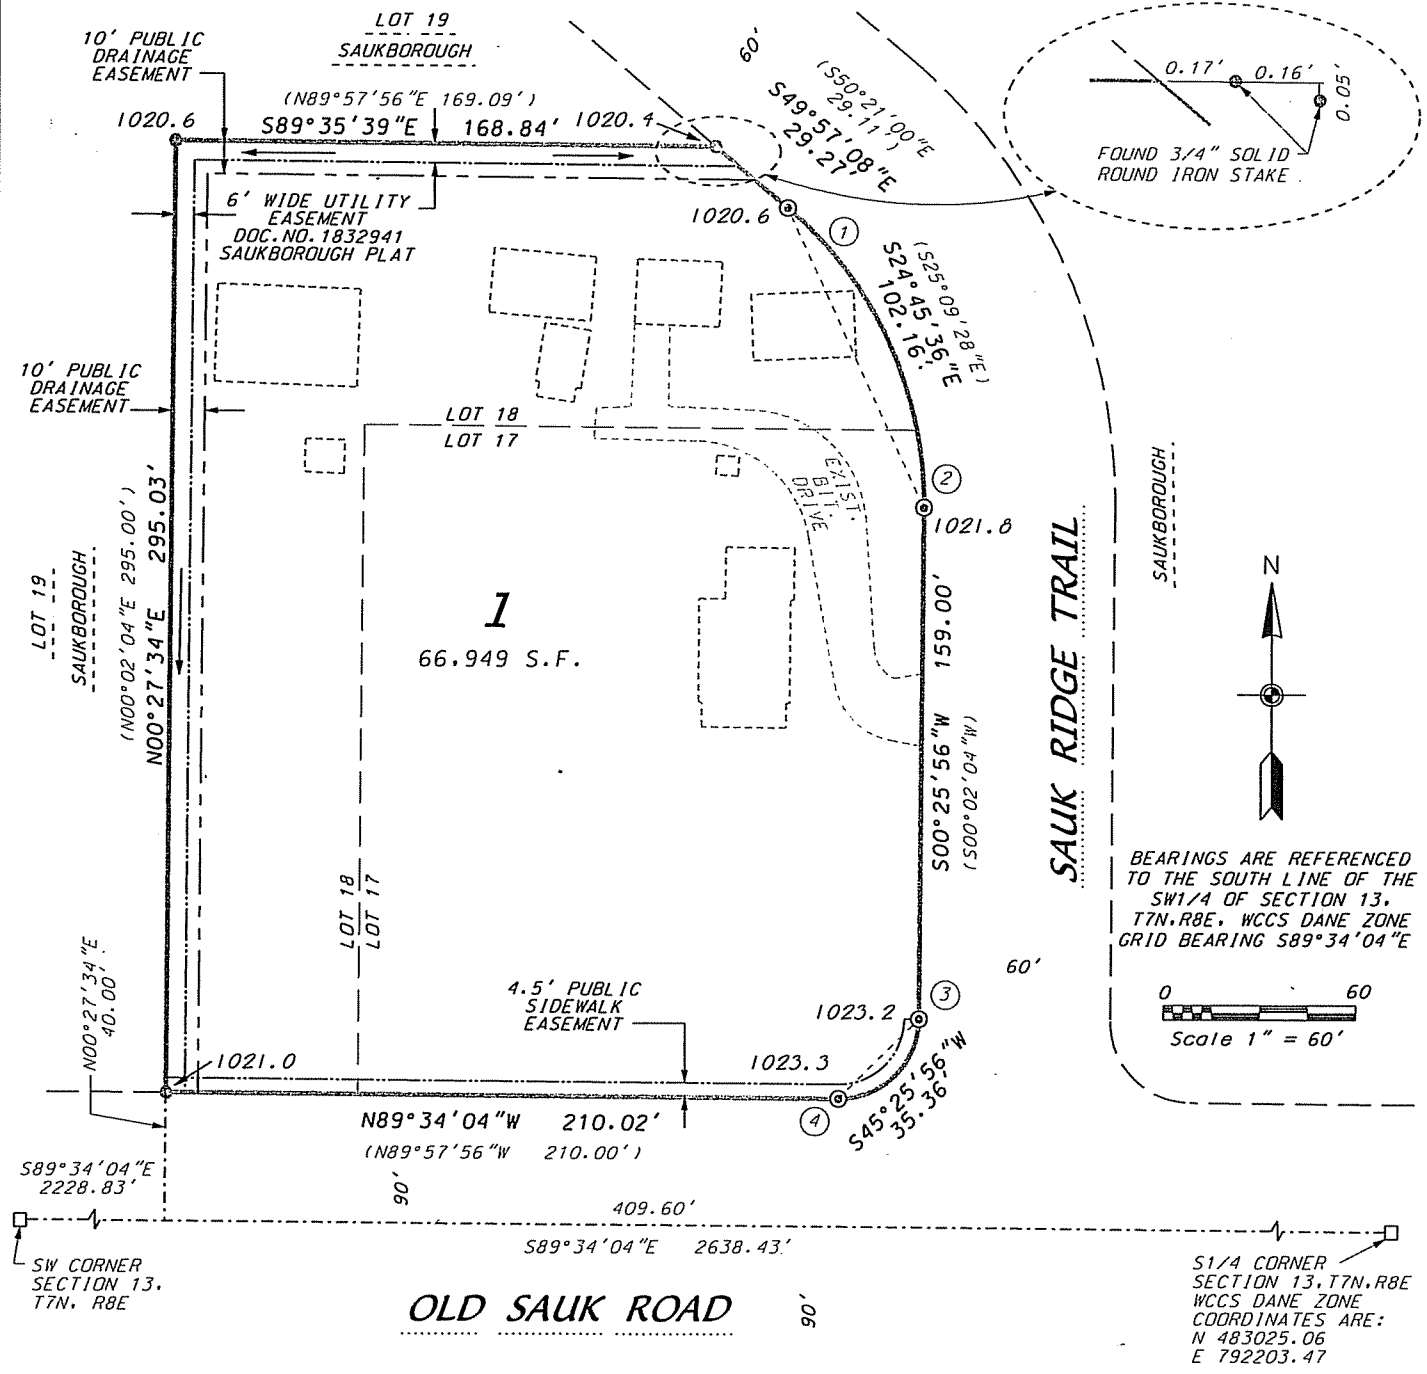 LOT 19
SAUKBOROUGH
10' PUBLIC
DRAINAGE
EASEMENT
(N89°57'56"E 169.09')
S89°35'39"E 168.84'
1020.6
1020.4
60'
(S50°21'00"E
29.11')
S49°57'08"E
29.27'
0.17'
0.16'
0.05'
FOUND 3/4" SOLID
ROUND IRON STAKE
6' WIDE UTILITY
EASEMENT
DOC.NO.1832941
SAUKBOROUGH PLAT
1020.6
1
(S25°09'28"E)
S24°45'36"E
102.16'
10' PUBLIC
DRAINAGE
EASEMENT
LOT 18
LOT 17
EXIST.
BIT.
DRIVE
2
1021.8
SAUKBOROUGH
LOT 19
SAUKBOROUGH
(N00°02'04"E 295.00')
N00°27'34"E 295.03'
1
66,949 S.F.
159.00'
S00°25'56"W
(S00°02'04"W)
SAUK RIDGE TRAIL
N
BEARINGS ARE REFERENCED
TO THE SOUTH LINE OF THE
SW1/4 OF SECTION 13,
T7N,R8E, WCCS DANE ZONE
GRID BEARING S89°34'04"E
LOT 18
LOT 17
N00°27'34"E
40.00'
4.5' PUBLIC
SIDEWALK
EASEMENT
60'
0 60
Scale 1" = 60'
1023.2
3
1021.0
1023.3
4
S45°25'56"W
35.36'
N89°34'04"W 210.02'
(N89°57'56"W 210.00')
S89°34'04"E
2228.83'
90'
409.60'
S89°34'04"E 2638.43'
SW CORNER
SECTION 13,
T7N, R8E
OLD SAUK ROAD
90'
S1/4 CORNER
SECTION 13,T7N,R8E
WCCS DANE ZONE
COORDINATES ARE:
N 483025.06
E 792203.47